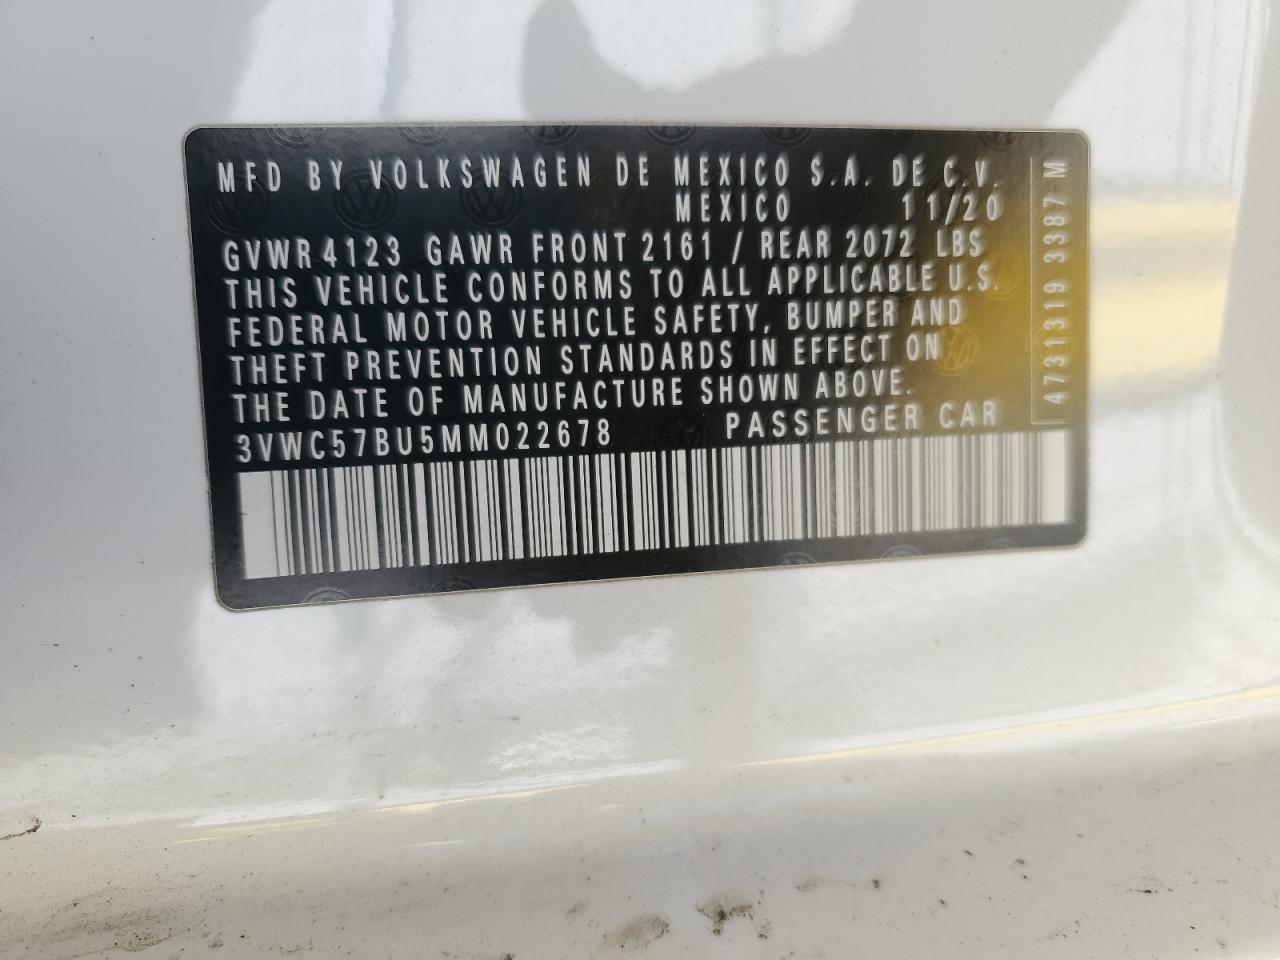 MFD BY VOLKSWAGEN DE MEXICO S.A. DE C.V.
MEXICO 11/20
GVWR 4123 GAWR FRONT 2161 / REAR 2072 LBS
THIS VEHICLE CONFORMS TO ALL APPLICABLE U.S.
FEDERAL MOTOR VEHICLE SAFETY, BUMPER AND
THEFT PREVENTION STANDARDS IN EFFECT ON
THE DATE OF MANUFACTURE SHOWN ABOVE.
3VWC57BU5MM022678 PASSENGER CAR
4731319 3387 M